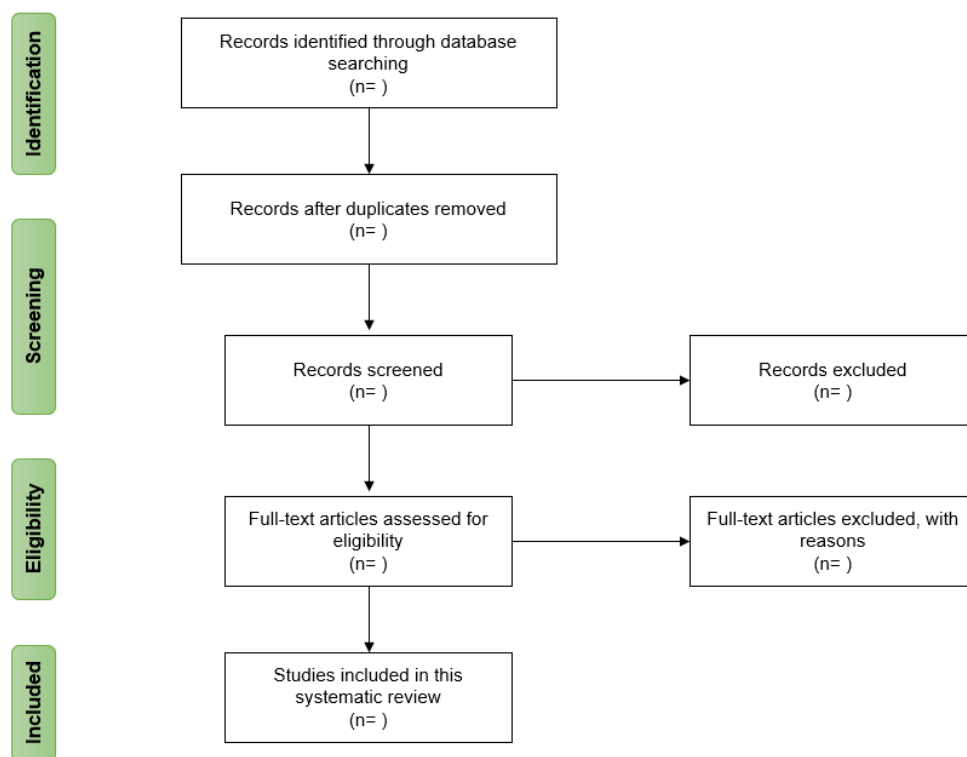 Identification
Records identified through database
searching
(n= )
Records after duplicates removed
(n= )
Screening
Records screened
(n= )
Records excluded
(n= )
Eligibility
Full-text articles assessed for
eligibility
(n= )
Full-text articles excluded, with
reasons
(n= )
Included
Studies included in this
systematic review
(n= )